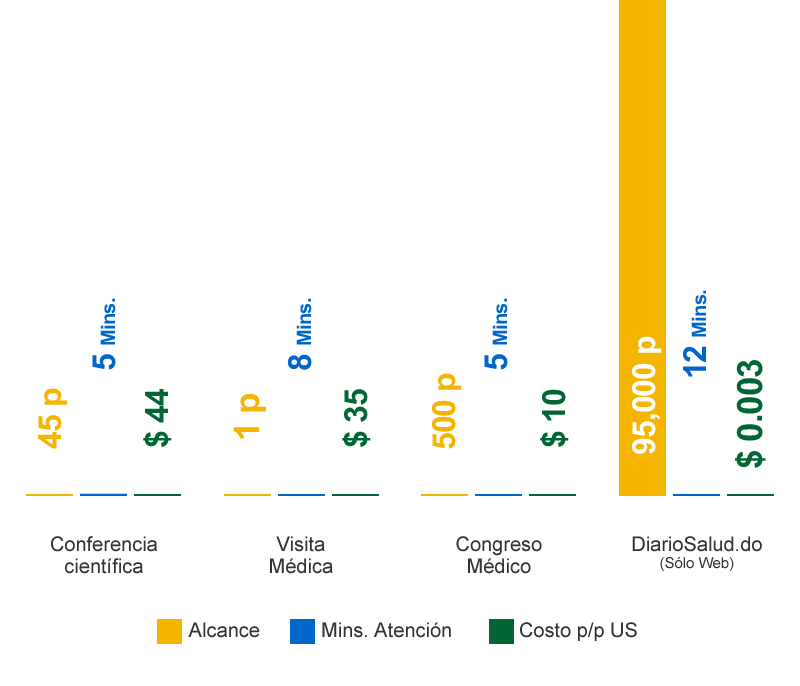 45 p
5 Mins.
$ 44
1 p
8 Mins.
$ 35
500 p
5 Mins.
$ 10
95,000 p
12 Mins.
$ 0.003
Conferencia
científica
Visita
Médica
Congreso
Médico
DiarioSalud.do
(Sólo Web)
Alcance
Mins. Atención
Costo p/p US